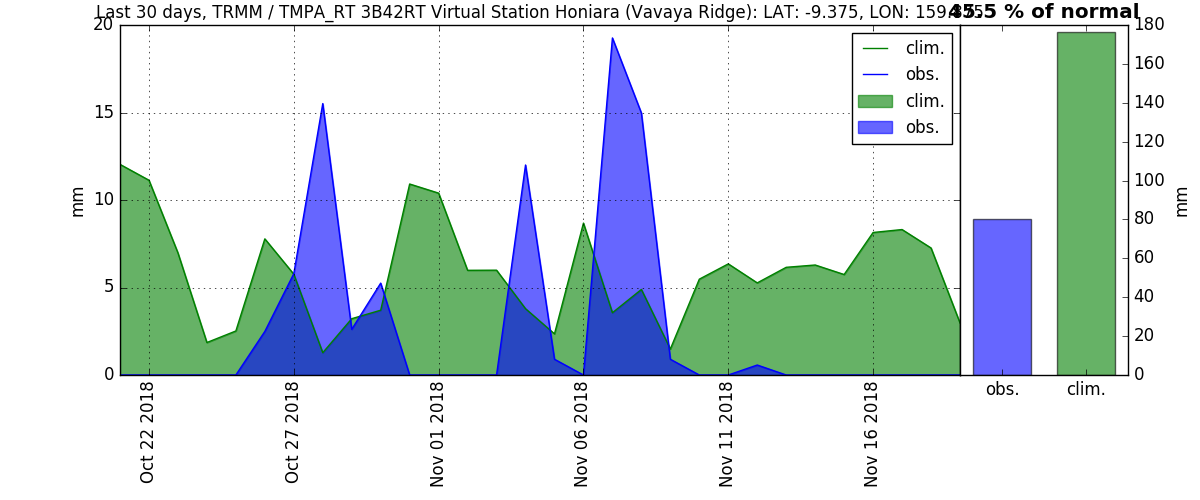 Last 30 days, TRMM / TMPA_RT 3B42RT Virtual Station Honiara (Vavaya Ridge): LAT: -9.375, LON:
% of normal
20
15
10
5
0
mm
clim.
obs.
clim.
obs.
Oct 22 2018
Oct 27 2018
Nov 01 2018
Nov 06 2018
Nov 11 2018
Nov 16 2018
180
160
140
120
100
80
60
40
20
0
mm
obs.
clim.